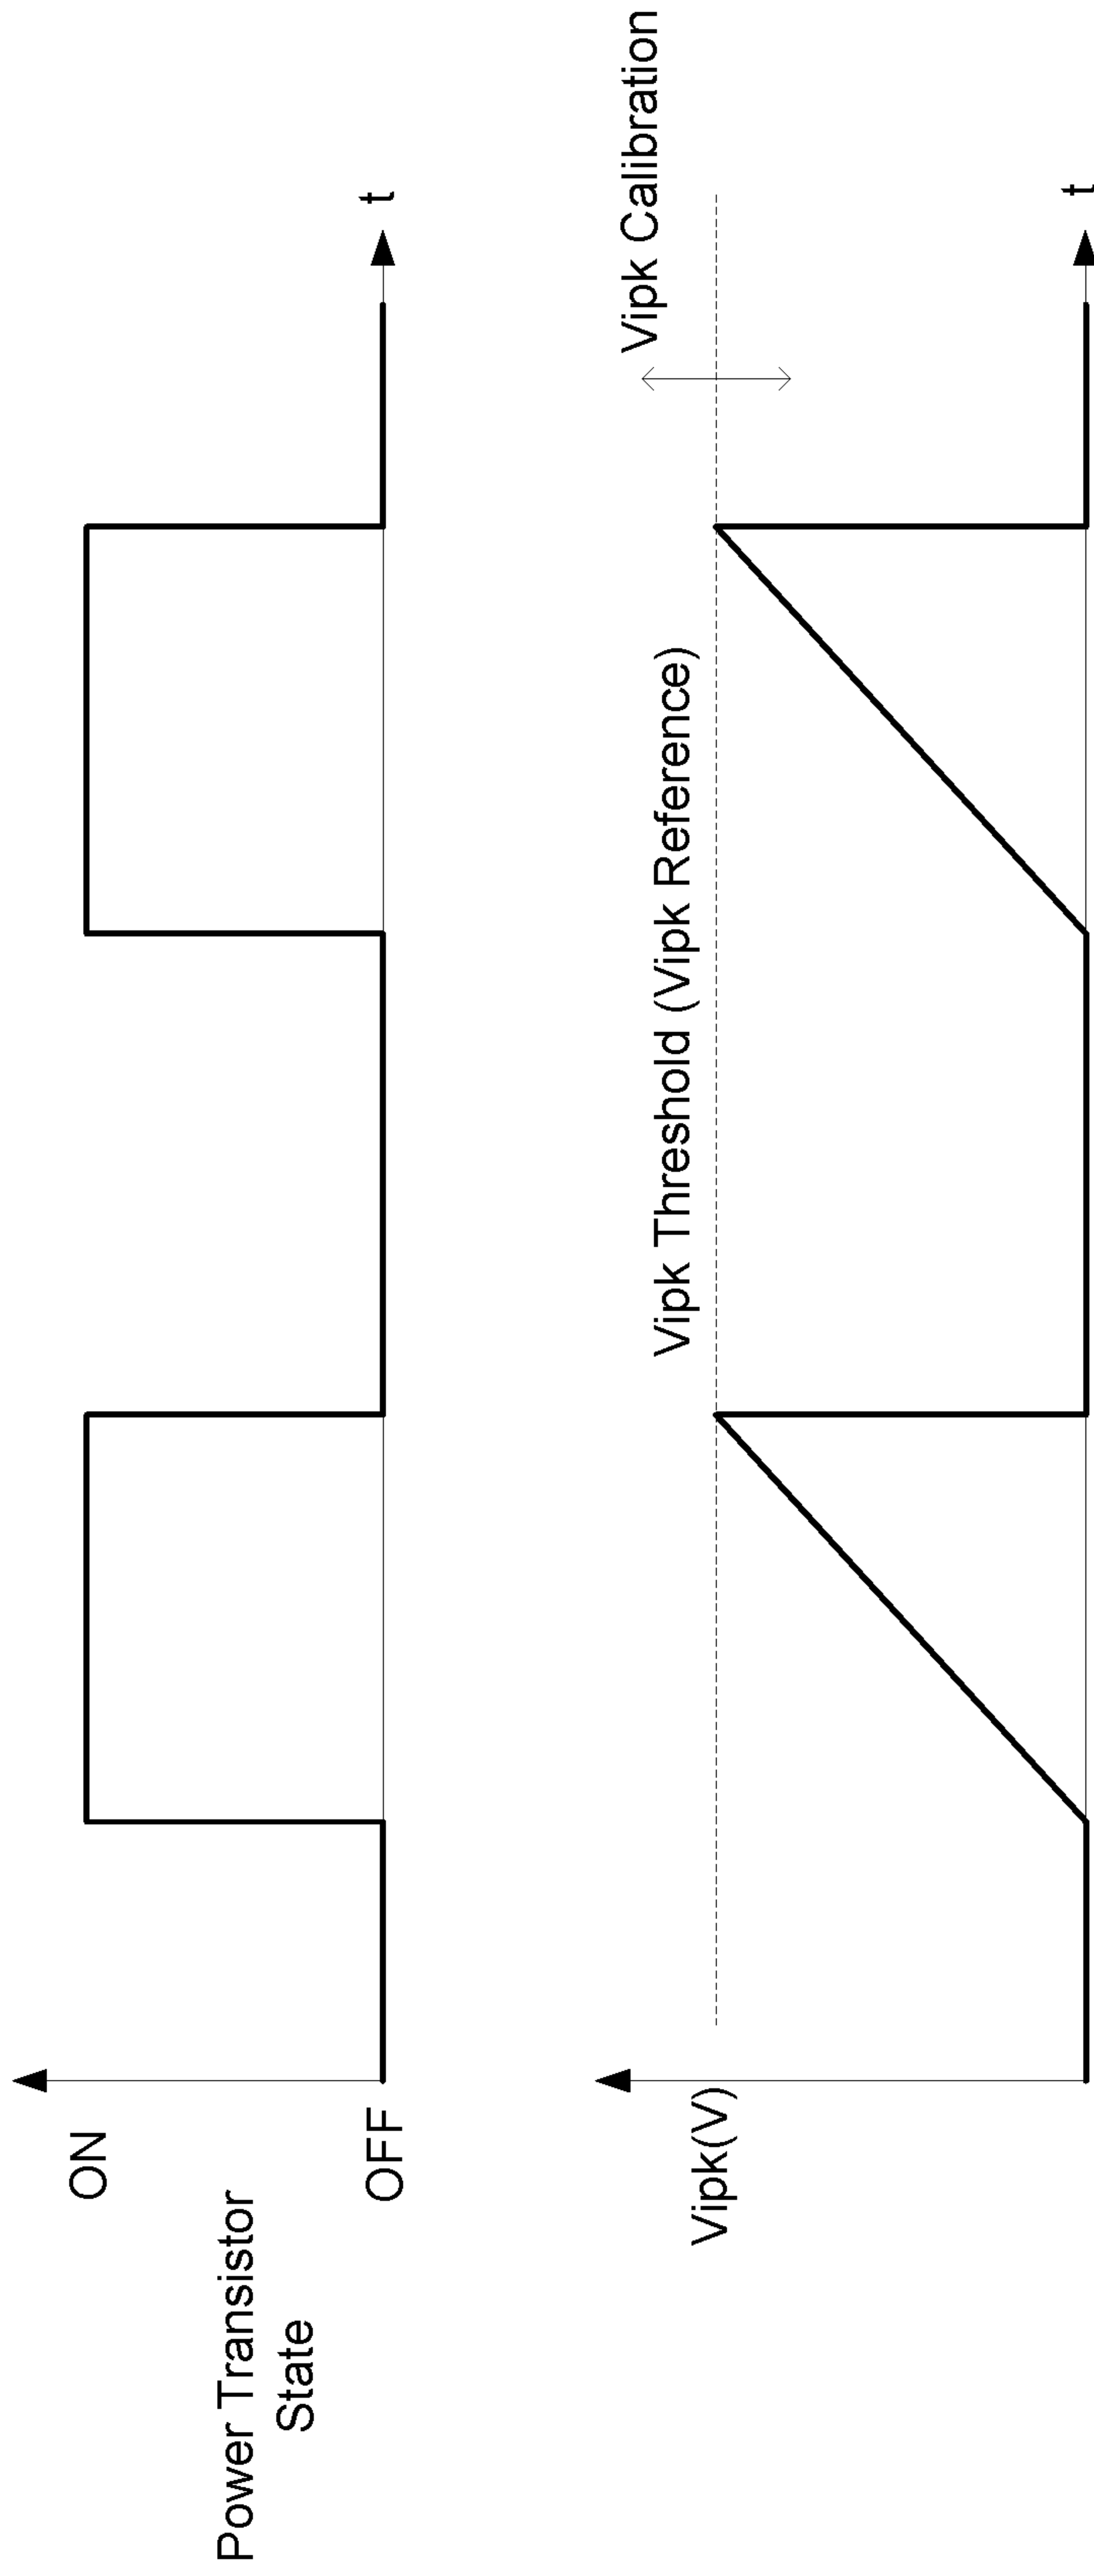 ON
Power Transistor
State
OFF
t
Vipk Calibration
Vipk Threshold (Vipk Reference)
Vipk(V)
t